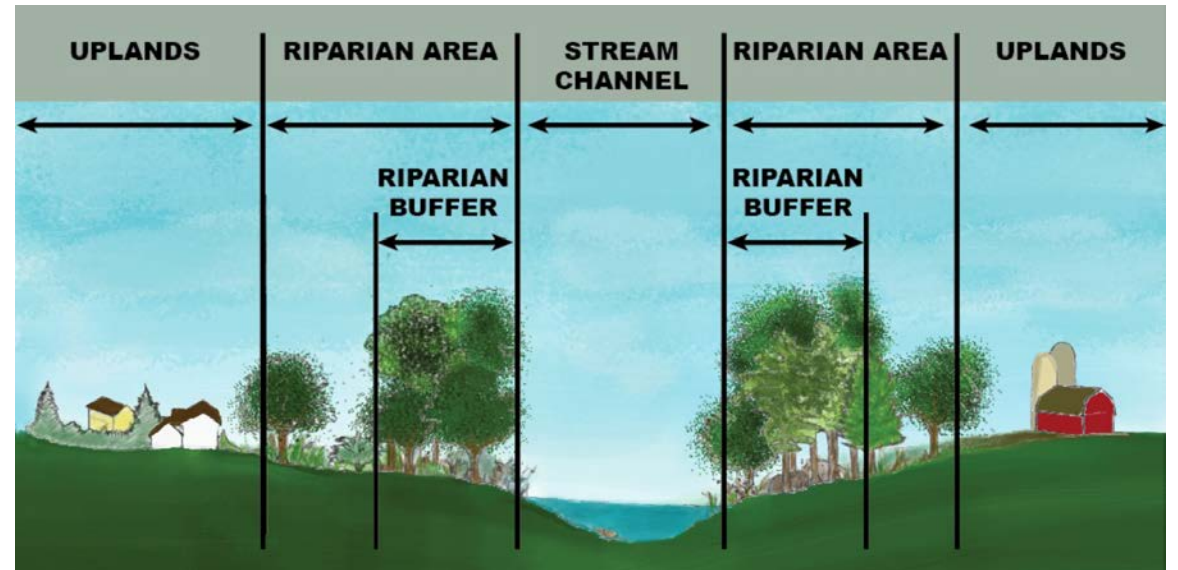 UPLANDS
RIPARIAN AREA
STREAM
CHANNEL
RIPARIAN AREA
UPLANDS
RIPARIAN
BUFFER
RIPARIAN
BUFFER